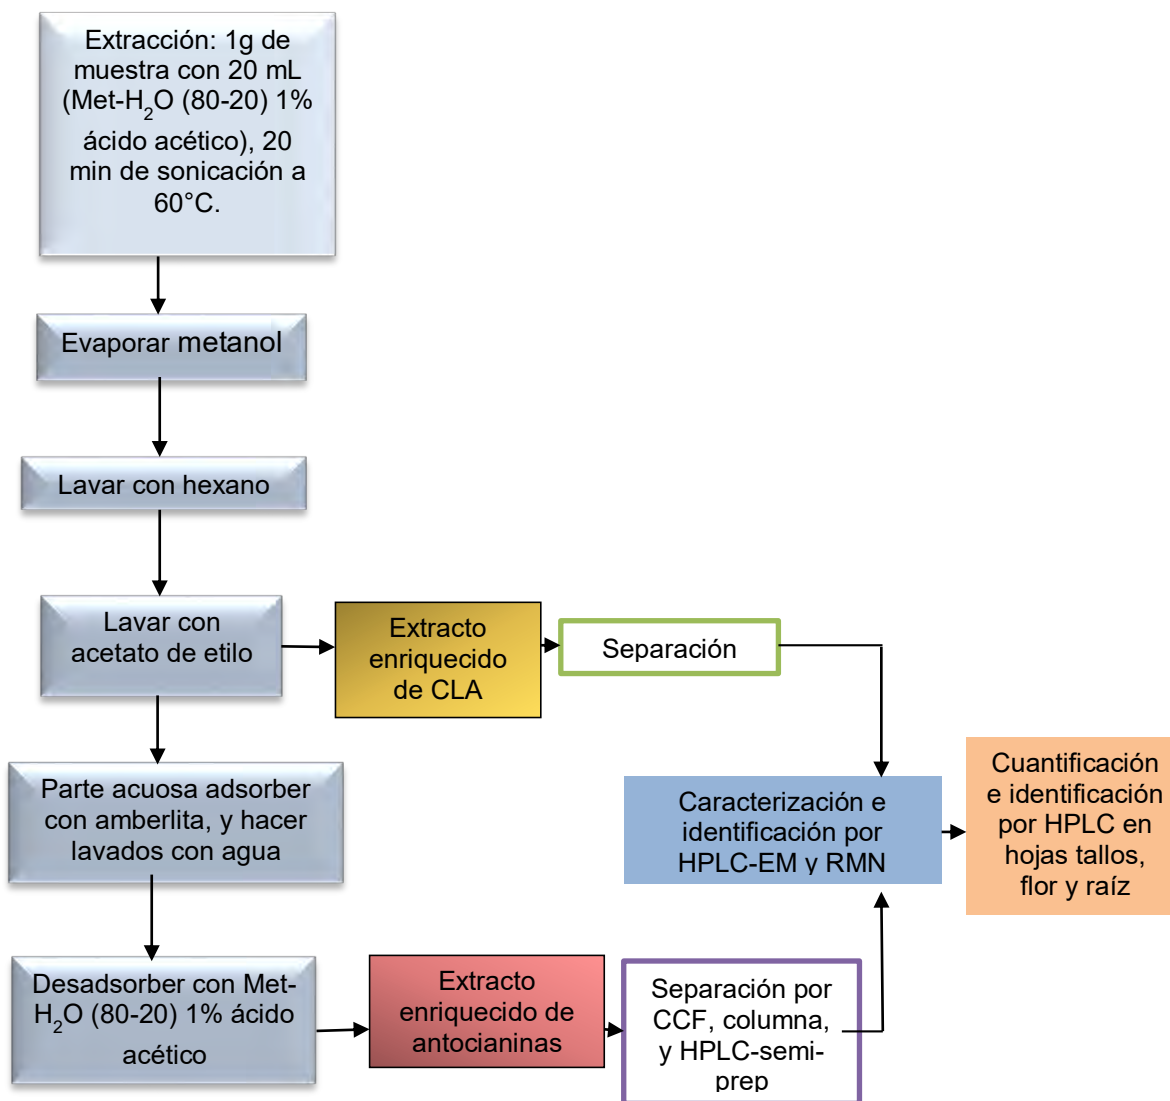 Extracción: 1g de
muestra con 20 mL
(Met-H₂O (80-20) 1%
ácido acético), 20
min de sonicación a
60°C.
Evaporar metanol
Lavar con hexano
Lavar con
acetato de etilo
Extracto
enriquecido
de CLA
Separación
Parte acuosa adsorber
con amberlita, y hacer
lavados con agua
Caracterización e
identificación por
HPLC-EM y RMN
Cuantificación
e identificación
por HPLC en
hojas tallos,
flor y raíz
Desadsorber con Met-
H₂O (80-20) 1% ácido
acético
Extracto
enriquecido de
antocianinas
Separación por
CCF, columna,
y HPLC-semi-
prep